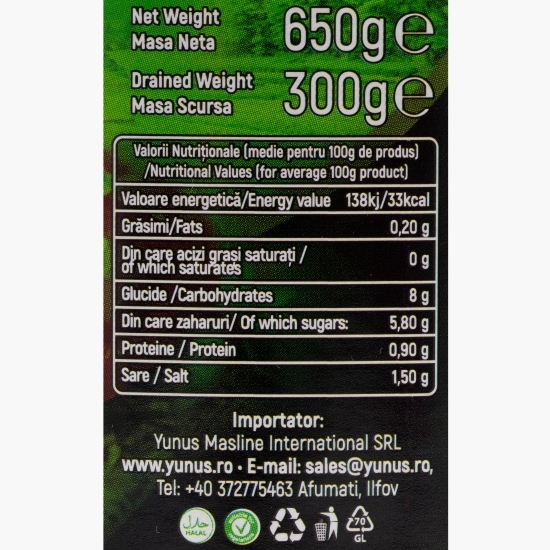 Net Weight
Masa Neta
650g e
Drained Weight
Masa Scursa
300g e
Valorii Nutriționale (medie pentru 100g de produs)
/Nutritional Values (for average 100g product)
Valoare energetică/Energy value 138kj/33kcal
Grăsimi/Fats 0,20 g
Din care acizi grași saturați /
of which saturates 0 g
Glucide /Carbohydrates 8 g
Din care zaharuri/ Of which sugars: 5,80 g
Proteine / Protein 0,90 g
Sare / Salt 1,50 g
Importator:
Yunus Masline International SRL
www.yunus.ro • E-mail: sales@yunus.ro,
Tel: +40 372775463 Afumati, Ilfov
حلال
HALAL
70
GL